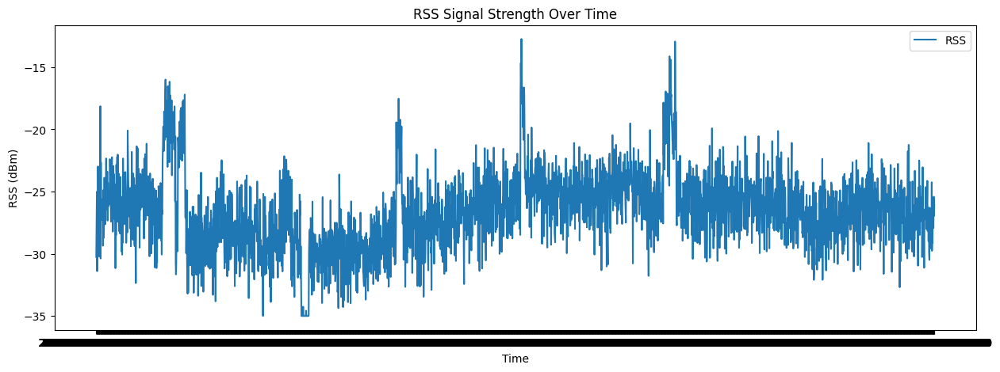 RSS Signal Strength Over Time
RSS
−15
−20
−25
−30
−35
RSS (dBm)
Time